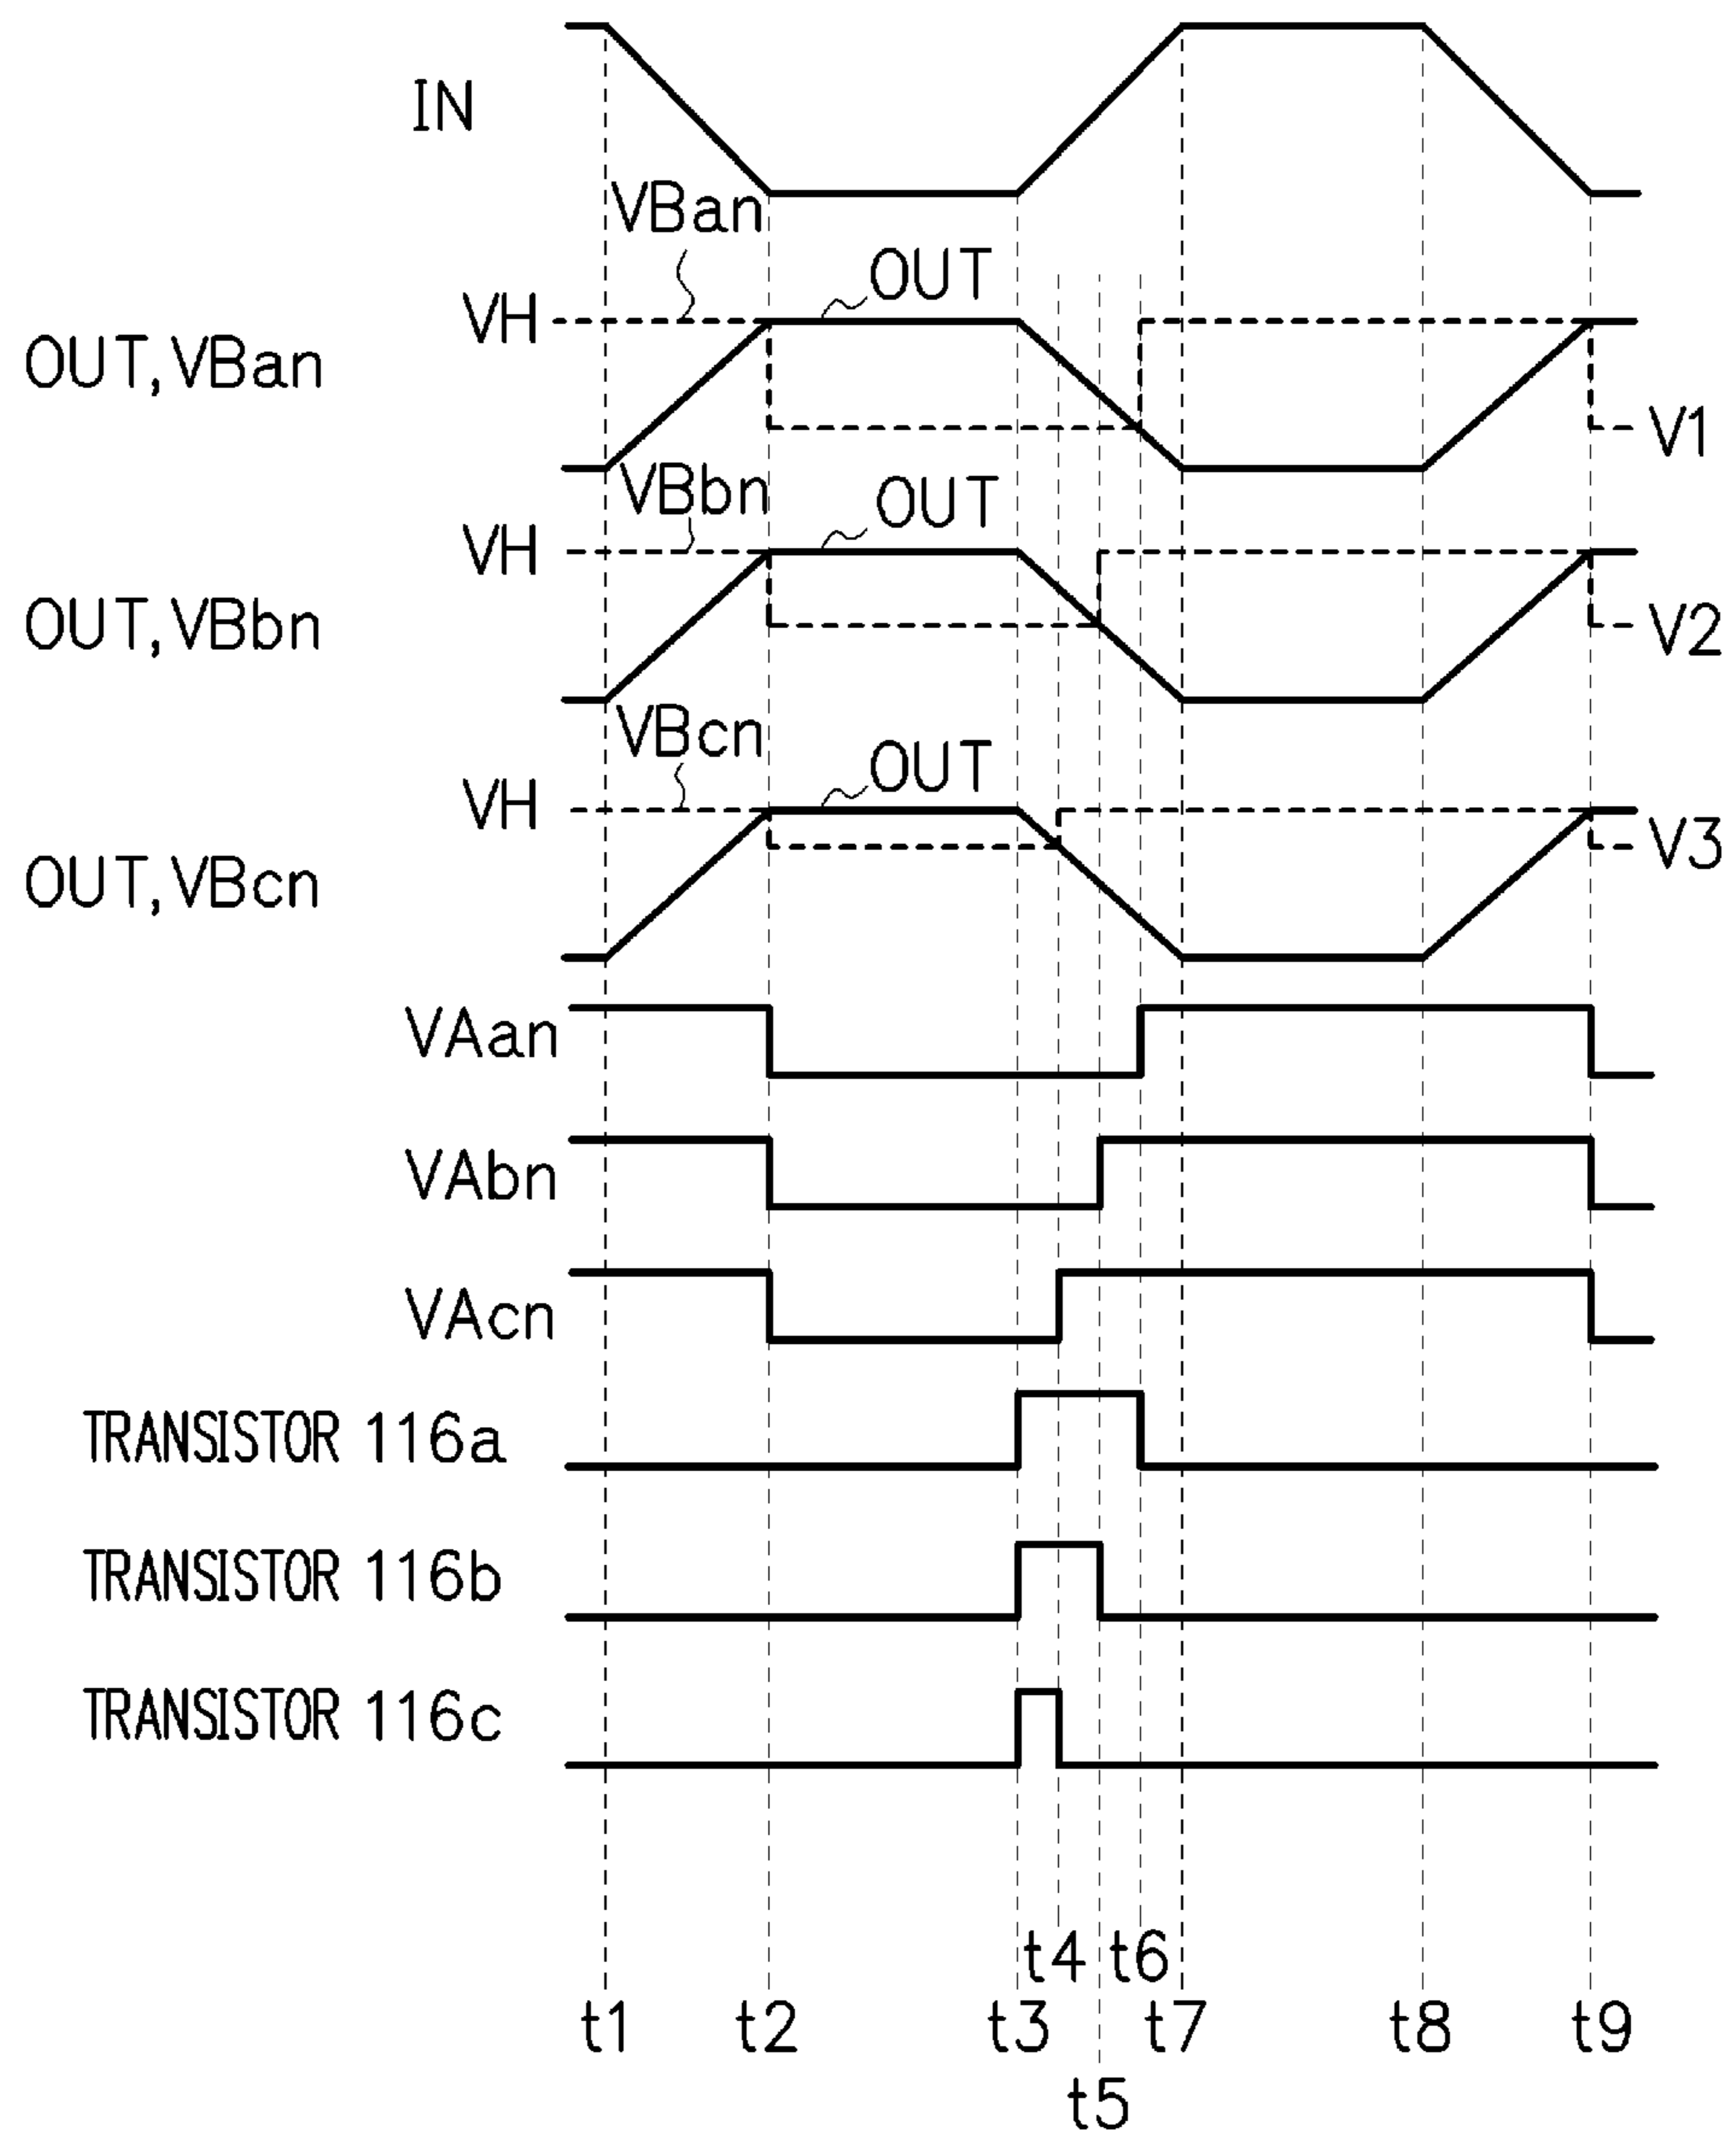 IN
VBan
VH
OUT
OUT, VBan
V1
VBbn
OUT
VH
OUT, VBbn
V2
VBcn
OUT
VH
V3
OUT, VBcn
VAan
VAbn
VAcn
TRANSISTOR 116a
TRANSISTOR 116b
TRANSISTOR 116c
t4 t6
t1 t2 t3 t7 t8 t9
t5